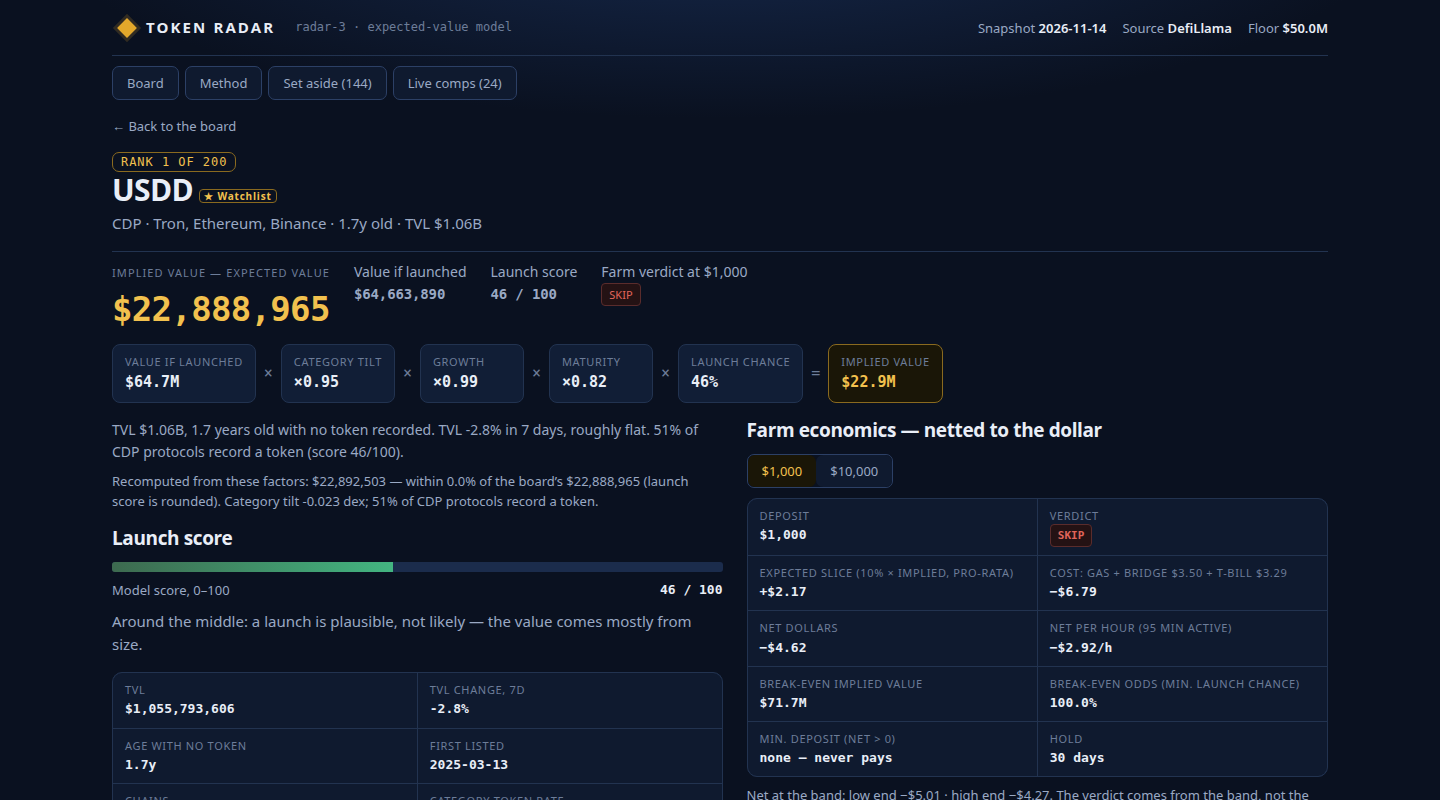 TOKEN RADAR radar-3 · expected-value model Snapshot 2026-11-14 Source DefiLlama Floor $50.0M
Board Method Set aside (144) Live comps (24)
← Back to the board
RANK 1 OF 200
USDD ★ Watchlist
CDP · Tron, Ethereum, Binance · 1.7y old · TVL $1.06B
IMPLIED VALUE — EXPECTED VALUE
$22,888,965
Value if launched
$64,663,890
Launch score
46 / 100
Farm verdict at $1,000
SKIP
VALUE IF LAUNCHED
$64.7M
×
CATEGORY TILT
×0.95
×
GROWTH
×0.99
×
MATURITY
×0.82
×
LAUNCH CHANCE
46%
=
IMPLIED VALUE
$22.9M
TVL $1.06B, 1.7 years old with no token recorded. TVL -2.8% in 7 days, roughly flat. 51% of
CDP protocols record a token (score 46/100).
Recomputed from these factors: $22,892,503 — within 0.0% of the board's $22,888,965 (launch
score is rounded). Category tilt -0.023 dex; 51% of CDP protocols record a token.
Launch score
Model score, 0–100 46 / 100
Around the middle: a launch is plausible, not likely — the value comes mostly from
size.
TVL
$1,055,793,606
TVL CHANGE, 7D
-2.8%
AGE WITH NO TOKEN
1.7y
FIRST LISTED
2025-03-13
CHAINS
CATEGORY TOKEN RATE
Farm economics — netted to the dollar
$1,000 $10,000
DEPOSIT
$1,000
VERDICT
SKIP
EXPECTED SLICE (10% × IMPLIED, PRO-RATA)
+$2.17
COST: GAS + BRIDGE $3.50 + T-BILL $3.29
−$6.79
NET DOLLARS
−$4.62
NET PER HOUR (95 MIN ACTIVE)
−$2.92/h
BREAK-EVEN IMPLIED VALUE
$71.7M
BREAK-EVEN ODDS (MIN. LAUNCH CHANCE)
100.0%
MIN. DEPOSIT (NET > 0)
none — never pays
HOLD
30 days
Net at the band: low end −$5.01 · high end −$4.27. The verdict comes from the band, not the